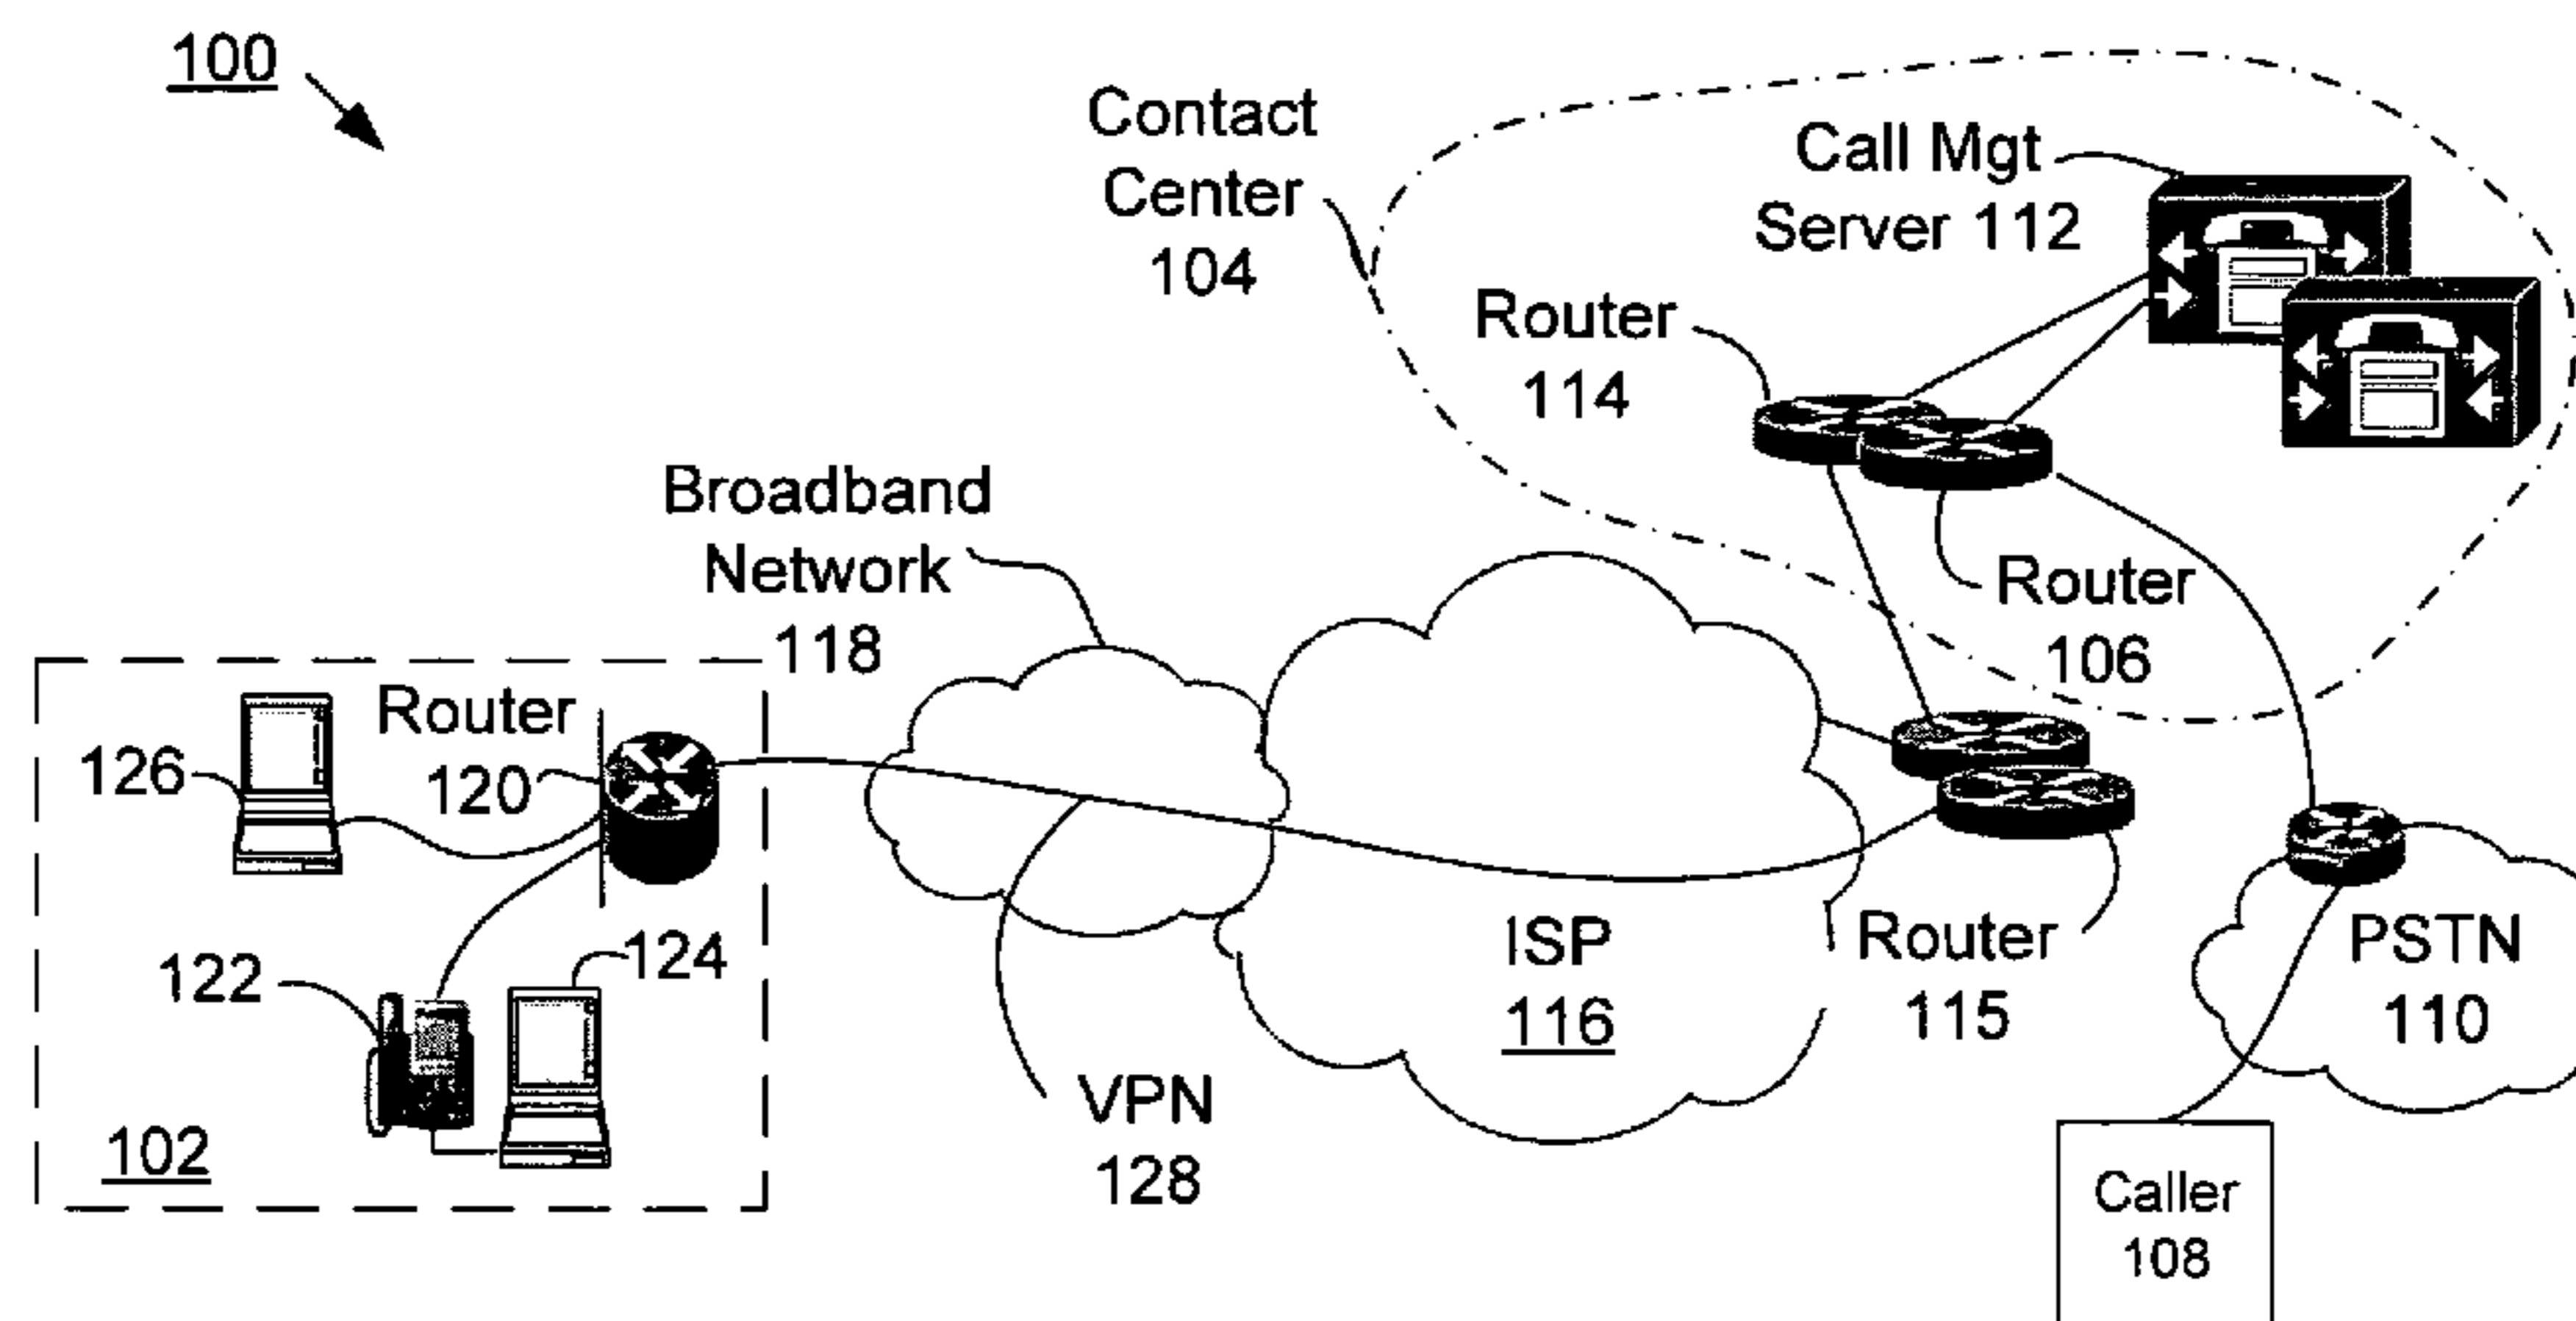 100
Contact
Center
104
Call Mgt
Server 112
Router
114
Broadband
Network
118
Router
106
Router
120
126
122
124
102
VPN
128
ISP
116
Router
115
PSTN
110
Caller
108